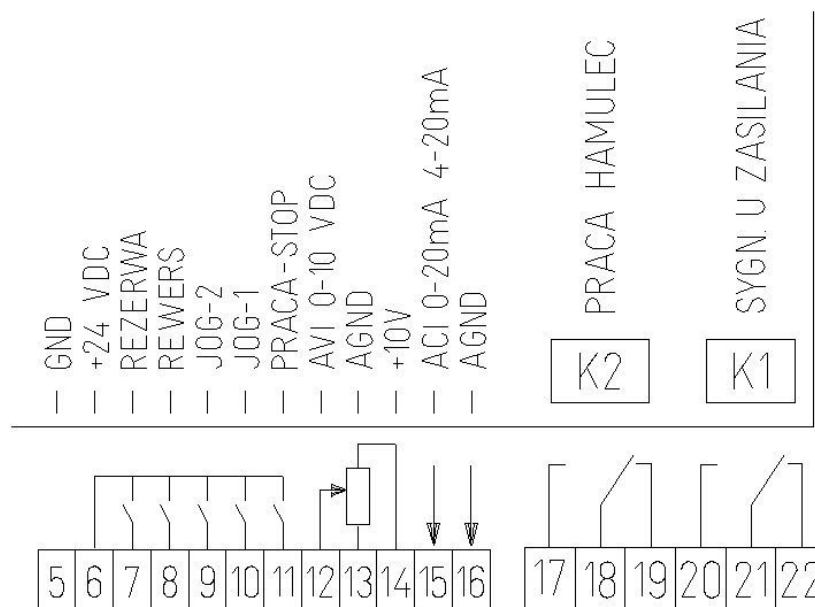 GND
+24 VDC
REZERWA
REWERS
JOG-2
JOG-1
PRACA-STOP
AVI 0-10 VDC
AGND
+10V
ACI 0-20mA 4-20mA
AGND
PRACA HAMULEC
SYGN. U ZASILANIA
K2
K1
5 6 7 8 9 10 11 12 13 14 15 16
17 18 19 20 21 22